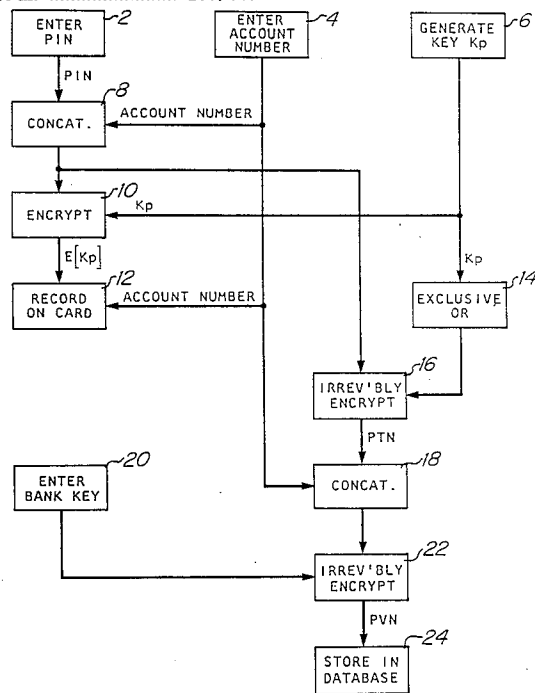 2
ENTER
PIN
4
ENTER
ACCOUNT
NUMBER
6
GENERATE
KEY Kp
PIN
8
CONCAT.
ACCOUNT NUMBER
10
ENCRYPT
Kp
E[Kp]
Kp
12
RECORD
ON CARD
ACCOUNT NUMBER
14
EXCLUSIVE
OR
16
IRREV'BLY
ENCRYPT
PTN
18
CONCAT.
20
ENTER
BANK KEY
22
IRREV'BLY
ENCRYPT
PVN
24
STORE IN
DATABASE